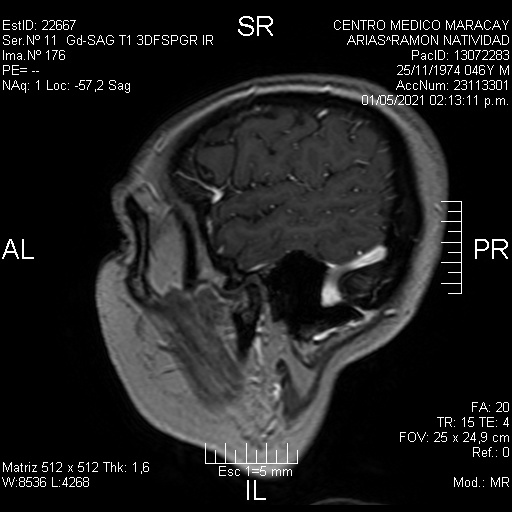 EstID: 22667
Ser.Nº 11 Gd-SAG T1 3DFSPGR IR
Ima.Nº 176
PE= --
NAq: 1 Loc: -57,2 Sag
SR
CENTRO MEDICO MARACAY
ARIAS^RAMON NATIVIDAD
PacID: 13072283
25/11/1974 046Y M
AccNum: 23113301
01/05/2021 02:13:11 p.m.
AL
PR
FA: 20
TR: 15 TE: 4
FOV: 25 x 24,9 cm
Ref.: 0
Matriz 512 x 512 Thk: 1,6
W:8536 L:4268
Esc 1=5 mm
IL
Mod.: MR